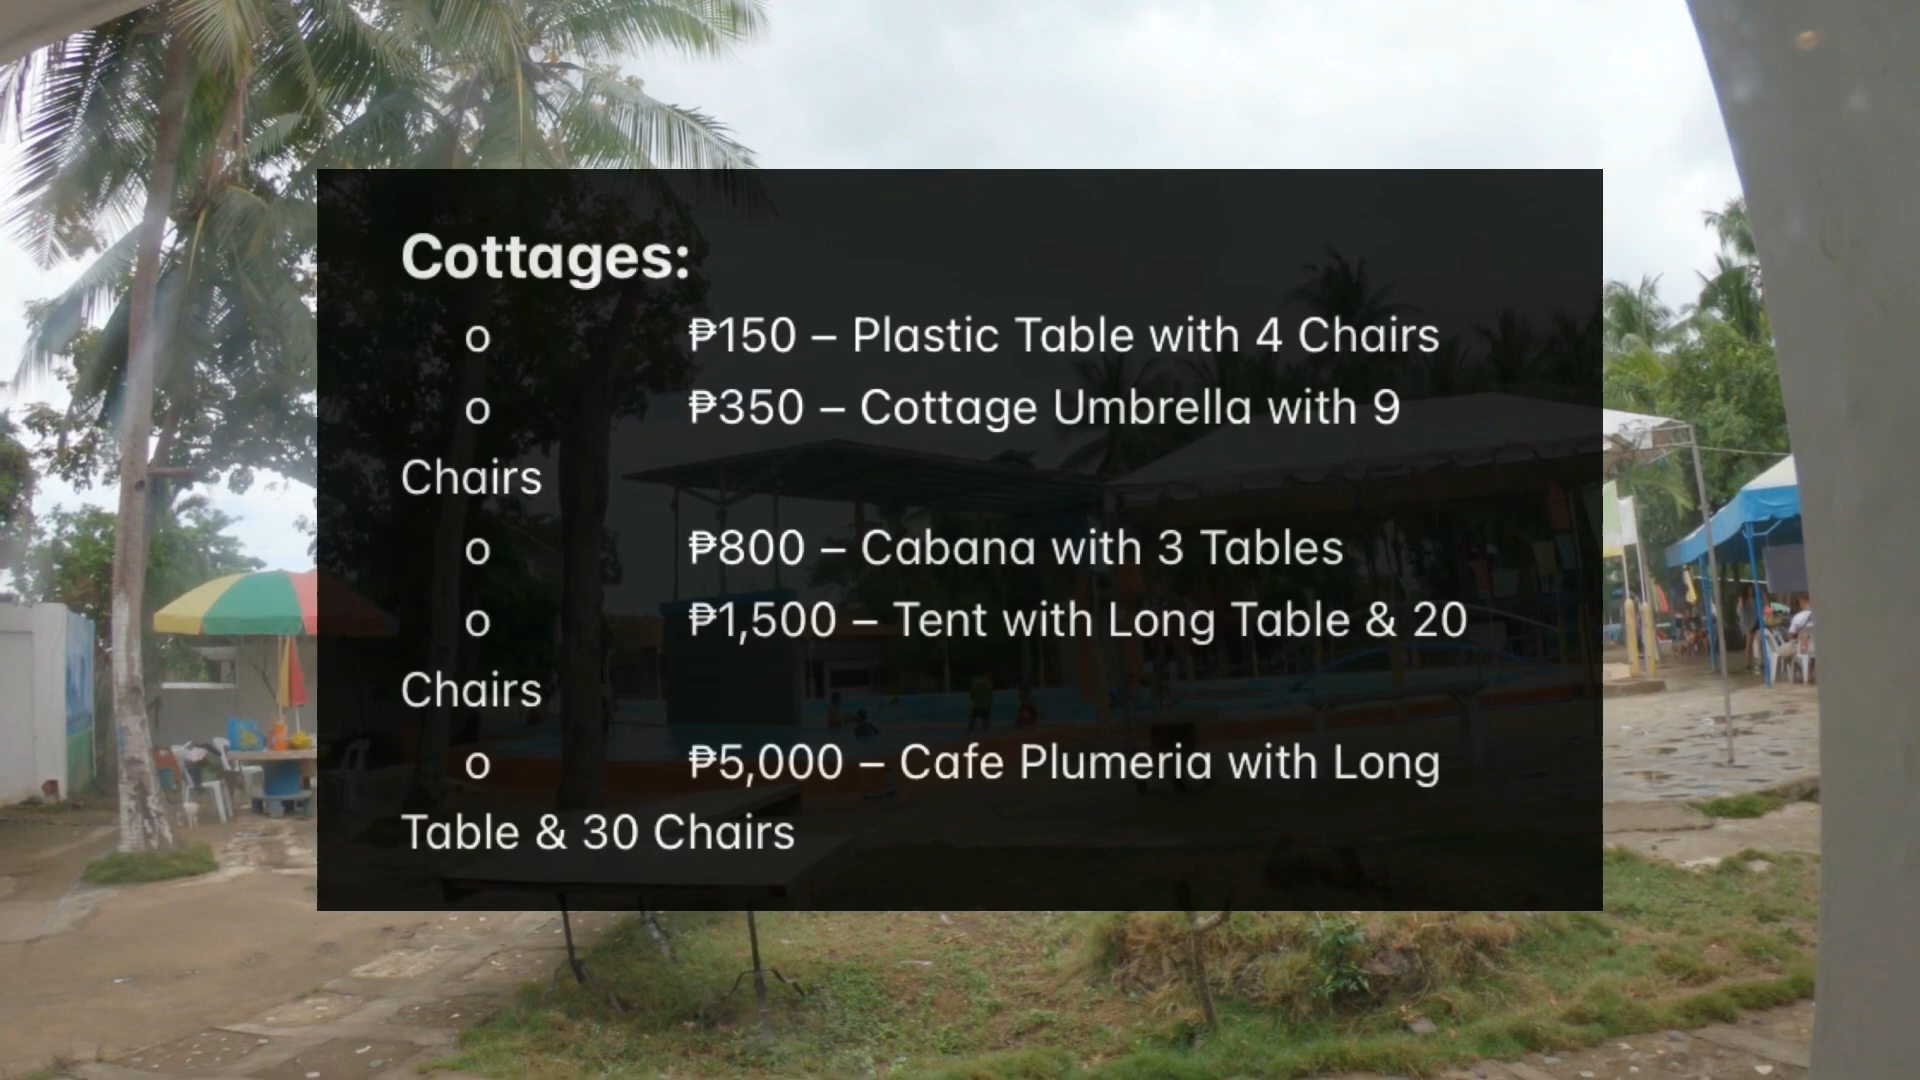 Cottages:
o ₱150 – Plastic Table with 4 Chairs
o ₱350 – Cottage Umbrella with 9
Chairs
o ₱800 – Cabana with 3 Tables
o ₱1,500 – Tent with Long Table & 20
Chairs
o ₱5,000 – Cafe Plumeria with Long
Table & 30 Chairs